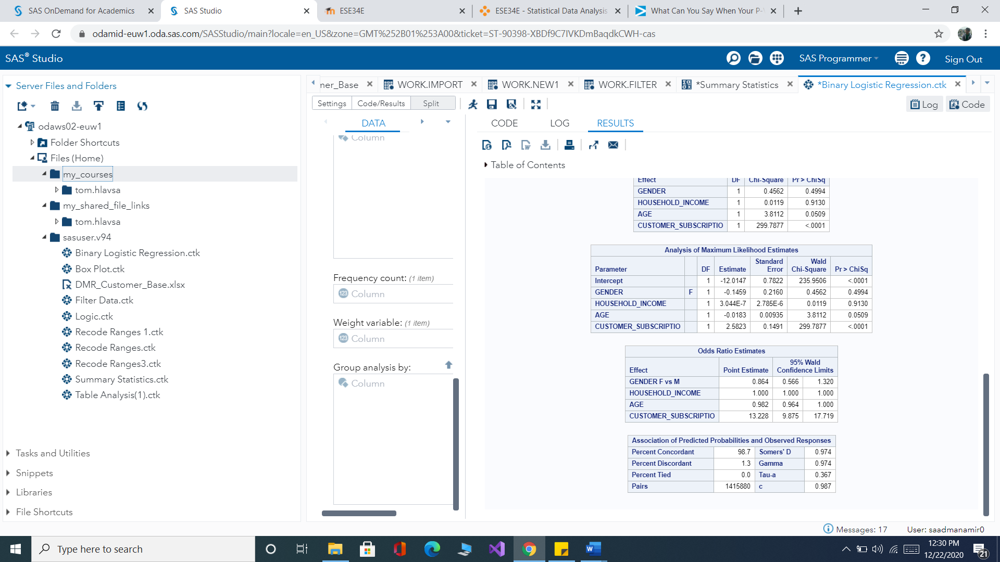 SAS OnDemand for Academics
SAS Studio
ESE34E
ESE34E - Statistical Data Analysis
What Can You Say When Your P-
odamid-euw1.oda.sas.com/SASStudio/main?locale=en_US&zone=GMT%252B01%253A00&ticket=ST-90398-XBDf9C7IVKDmBaqdkCWH-cas
SAS® Studio
SAS Programmer
Sign Out
Server Files and Folders
odaws02-euw1
Folder Shortcuts
Files (Home)
my_courses
tom.hlavsa
my_shared_file_links
tom.hlavsa
sasuser.v94
Binary Logistic Regression.ctk
Box Plot.ctk
DMR_Customer_Base.xlsx
Filter Data.ctk
Logic.ctk
Recode Ranges 1.ctk
Recode Ranges.ctk
Recode Ranges3.ctk
Summary Statistics.ctk
Table Analysis(1).ctk
Tasks and Utilities
Snippets
Libraries
File Shortcuts
ner_Base
WORK.IMPORT
WORK.NEW1
WORK.FILTER
*Summary Statistics
*Binary Logistic Regression.ctk
Settings
Code/Results
Split
Log
Code
DATA
Column
Frequency count: (1 item)
123 Column
Weight variable: (1 item)
123 Column
Group analysis by:
Column
CODE
LOG
RESULTS
Table of Contents
Effect DF Chi-Square Pr > ChiSq
GENDER 1 0.4562 0.4994
HOUSEHOLD_INCOME 1 0.0119 0.9130
AGE 1 3.8112 0.0509
CUSTOMER_SUBSCRIPTIO 1 299.7877 <.0001
Analysis of Maximum Likelihood Estimates
Parameter DF Estimate Standard Error Wald Chi-Square Pr > ChiSq
Intercept 1 -12.0147 0.7822 235.9506 <.0001
GENDER F 1 -0.1459 0.2160 0.4562 0.4994
HOUSEHOLD_INCOME 1 3.044E-7 2.785E-6 0.0119 0.9130
AGE 1 -0.0183 0.00935 3.8112 0.0509
CUSTOMER_SUBSCRIPTIO 1 2.5823 0.1491 299.7877 <.0001
Odds Ratio Estimates
Effect Point Estimate 95% Wald Confidence Limits
GENDER F vs M 0.864 0.566 1.320
HOUSEHOLD_INCOME 1.000 1.000 1.000
AGE 0.982 0.964 1.000
CUSTOMER_SUBSCRIPTIO 13.228 9.875 17.719
Association of Predicted Probabilities and Observed Responses
Percent Concordant 98.7 Somers' D 0.974
Percent Discordant 1.3 Gamma 0.974
Percent Tied 0.0 Tau-a 0.367
Pairs 1415880 c 0.987
Messages: 17
User: saadmanamir0
Type here to search
12:30 PM
12/22/2020
21